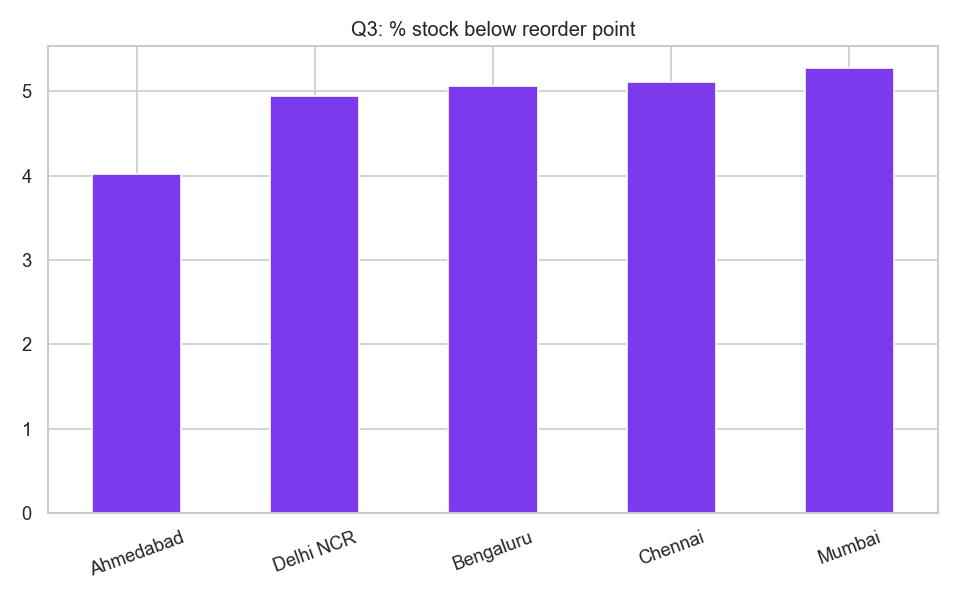 Q3: % stock below reorder point
5
4
3
2
1
0
Ahmedabad
Delhi NCR
Bengaluru
Chennai
Mumbai